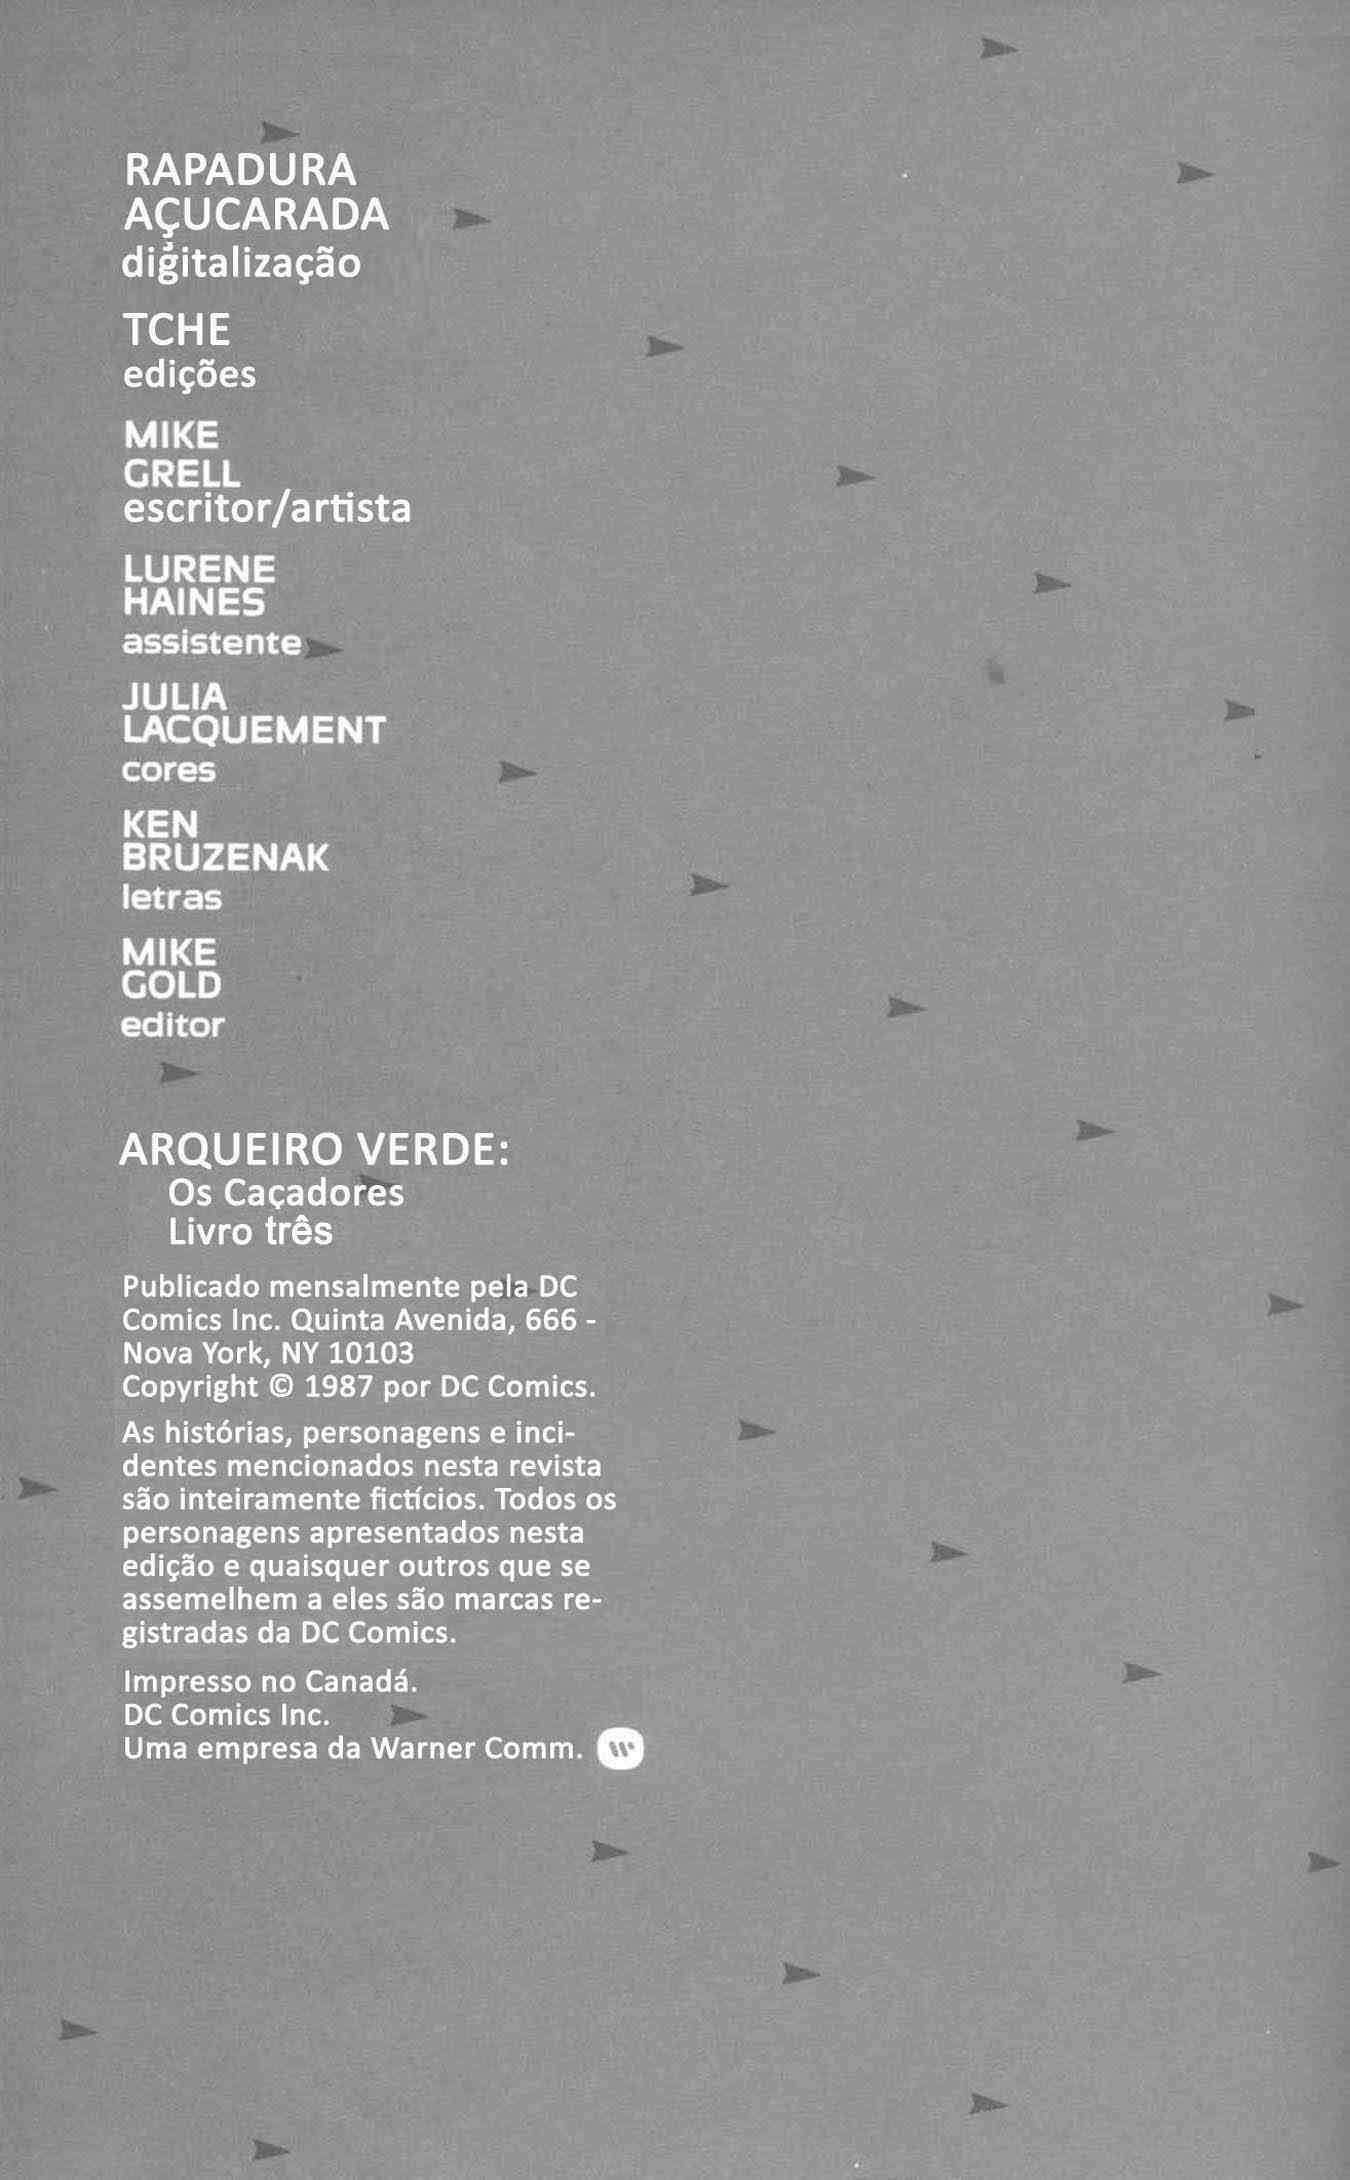 RAPADURA
AÇUCARADA
digitalização
TCHE
edições
MIKE
GRELL
escritor/artista
LURENE
HAINES
assistente
JULIA
LACQUEMENT
cores
KEN
BRUZENAK
letras
MIKE
GOLD
editor
ARQUEIRO VERDE:
Os Caçadores
Livro três
Publicado mensalmente pela DC
Comics Inc. Quinta Avenida, 666 -
Nova York, NY 10103
Copyright © 1987 por DC Comics.
As histórias, personagens e inci-
dentes mencionados nesta revista
são inteiramente fictícios. Todos os
personagens apresentados nesta
edição e quaisquer outros que se
assemelhem a eles são marcas re-
gistradas da DC Comics.
Impresso no Canadá.
DC Comics Inc.
Uma empresa da Warner Comm.